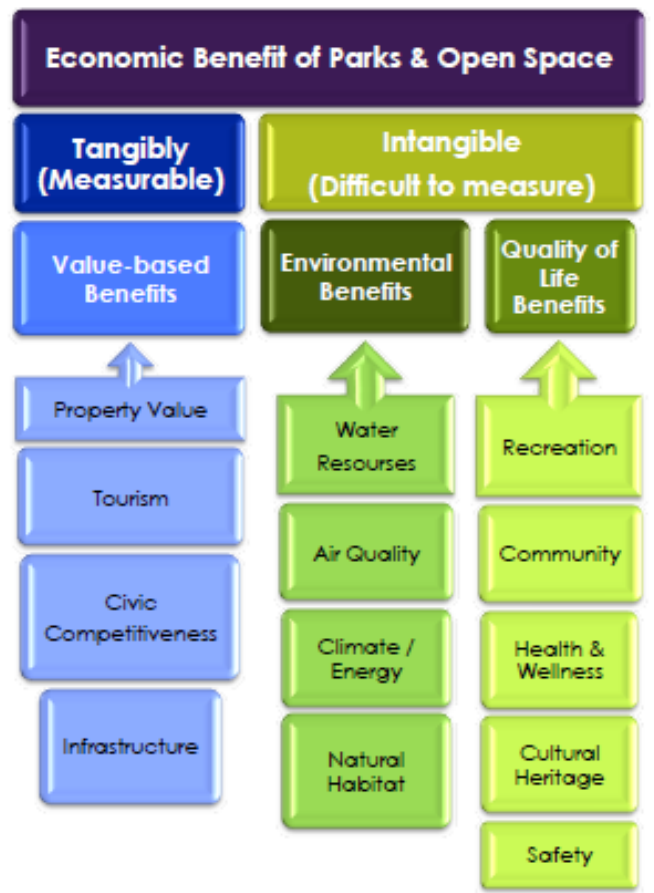 Economic Benefit of Parks & Open Space
Tangibly
(Measurable)
Intangible
(Difficult to measure)
Value-based
Benefits
Environmental
Benefits
Quality of
Life
Benefits
Property Value
Tourism
Civic
Competitiveness
Infrastructure
Water
Resourses
Air Quality
Climate /
Energy
Natural
Habitat
Recreation
Community
Health &
Wellness
Cultural
Heritage
Safety